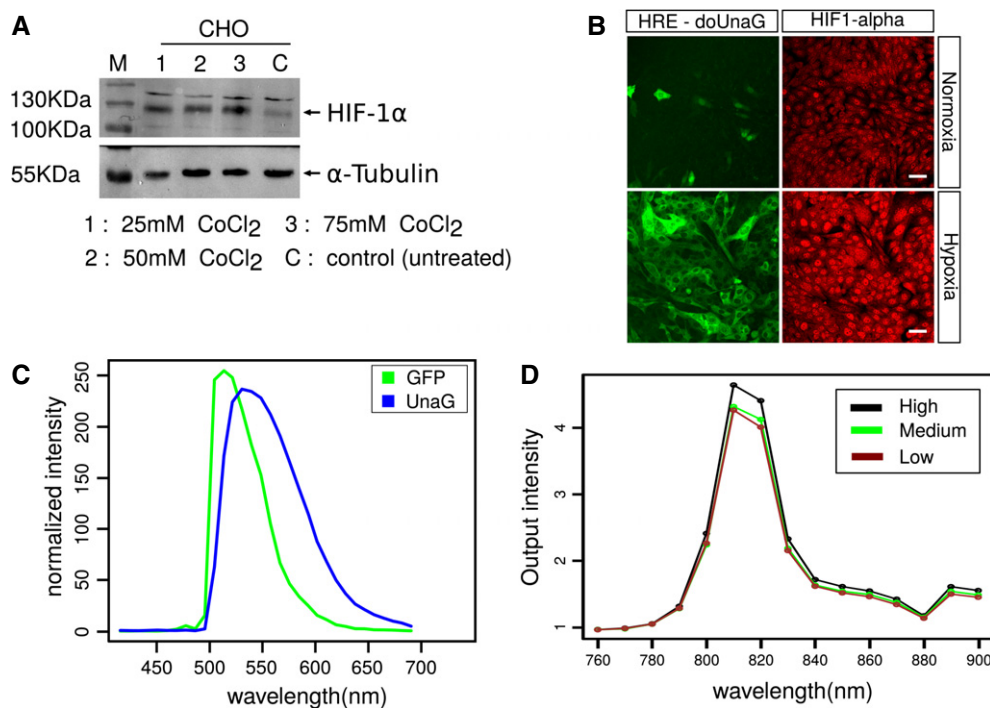 A
CHO
M 1 2 3 C
130KDa
HIF-1α
100KDa
55KDa
α-Tubulin
1 : 25mM CoCl2 3 : 75mM CoCl2
2 : 50mM CoCl2 C : control (untreated)
B
HRE - doUnaG HIF1-alpha
Normoxia
Hypoxia
C
normalized intensity
250
200
150
100
50
0
GFP
UnaG
450 500 550 600 650 700
wavelength(nm)
D
Output intensity
4
3
2
1
High
Medium
Low
760 780 800 820 840 860 880 900
wavelength(nm)